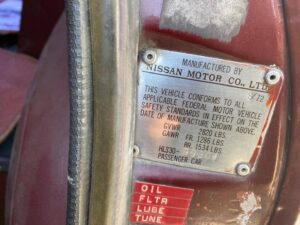 MANUFACTURED BY
NISSAN MOTOR CO., LTD.
3/72
THIS VEHICLE CONFORMS TO ALL
APPLICABLE FEDERAL MOTOR VEHICLE
SAFETY STANDARDS IN EFFECT ON THE
DATE OF MANUFACTURE SHOWN ABOVE.
GVWR 2820 LBS
GAWR FR. 1286 LBS
RR. 1534 LBS
HLS30-
PASSENGER CAR
OIL
FLTR
LUBE
TUNE